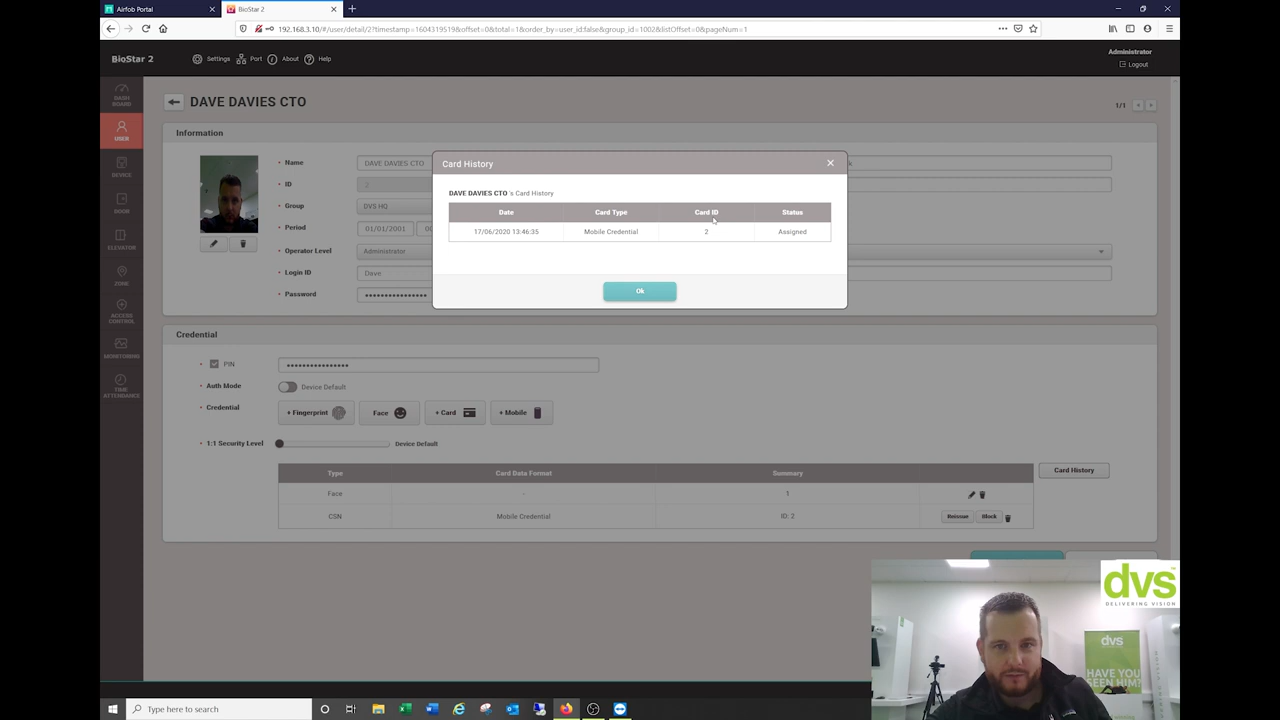 Airfob Portal
BioStar 2
192.168.3.10/#/user/detail/2?timestamp=1604319519&offset=0&total=1&order_by=user_id:false&group_id=1002&listOffset=0&pageNum=1
BioStar 2
Settings
Port
About
Help
Administrator
Logout
DASH
BOARD
USER
DEVICE
DOOR
ELEVATOR
ZONE
ACCESS
CONTROL
MONITORING
TIME
ATTENDANCE
DAVE DAVIES CTO
1/1
Information
Name
DAVE DAVIES CTO
ID
2
Group
DVS HQ
Period
01/01/2001
Operator Level
Administrator
Login ID
Dave
Password
Card History
DAVE DAVIES CTO 's Card History
Date Card Type Card ID Status
17/06/2020 13:46:35 Mobile Credential 2 Assigned
Ok
Credential
PIN
Auth Mode
Device Default
Credential
+ Fingerprint
Face
+ Card
+ Mobile
1:1 Security Level
Device Default
Type Card Data Format Summary
Face - 1
CSN Mobile Credential ID: 2
Reissue
Block
Card History
dvs
DELIVERING VISION
dvs
HAVE YOU
SEEN HIM?
Type here to search